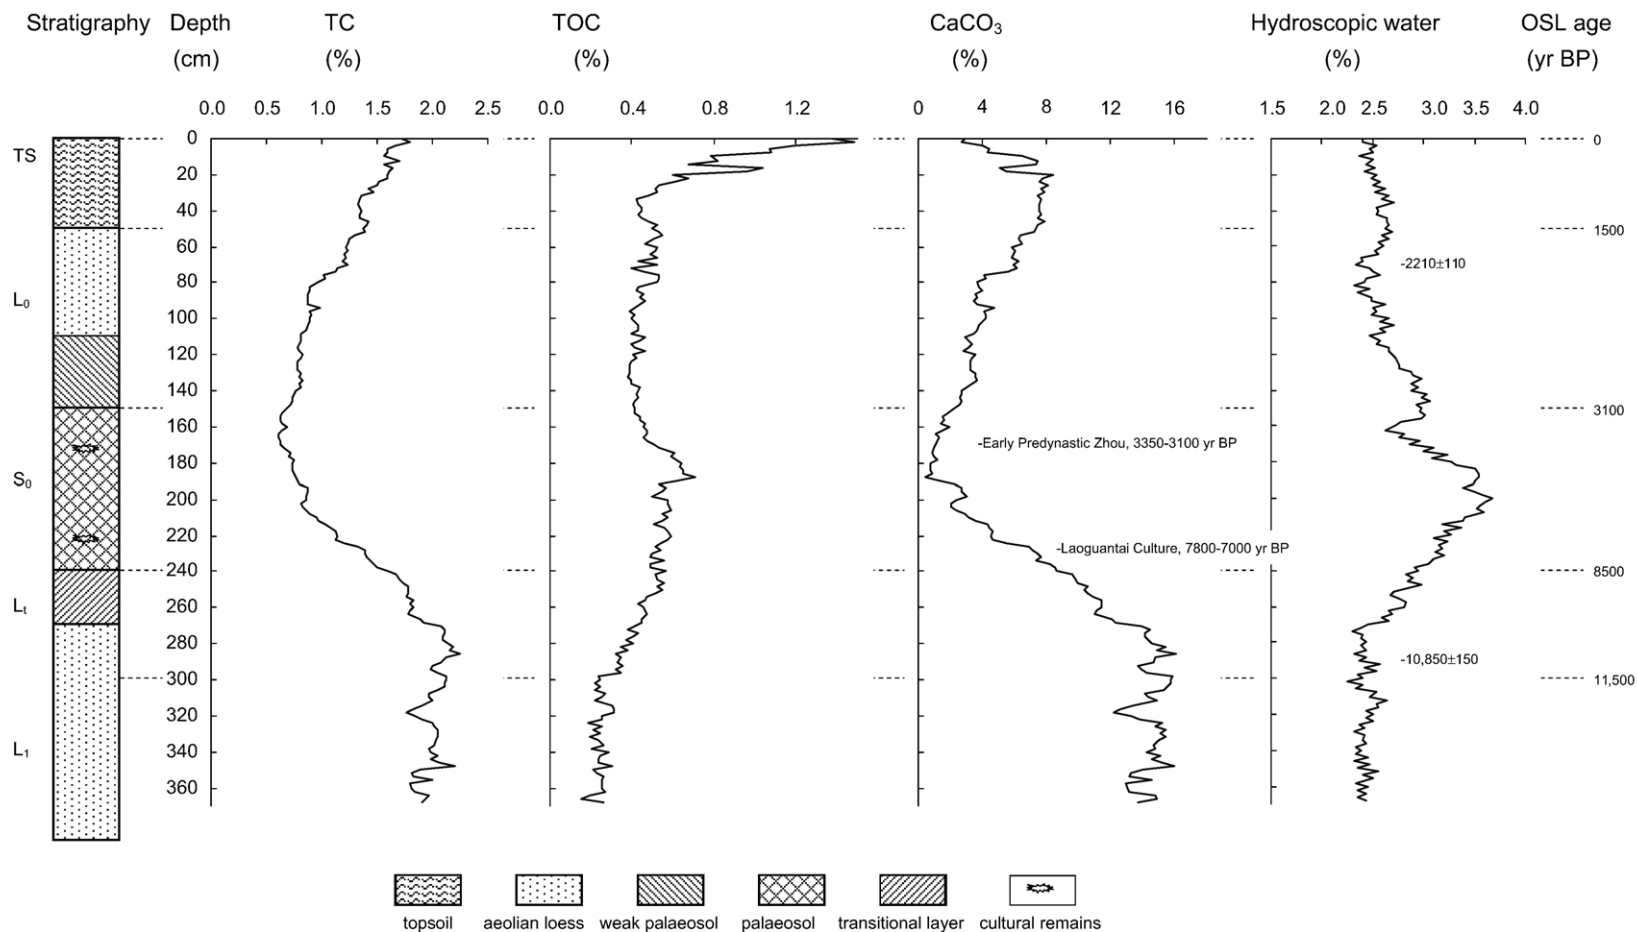 Stratigraphy Depth TC TOC CaCO₃ Hydroscopic water OSL age
(cm) (%) (%) (%) (%) (yr BP)
0.0 0.5 1.0 1.5 2.0 2.5 0.0 0.4 0.8 1.2 0 4 8 12 16 1.5 2.0 2.5 3.0 3.5 4.0
0 0
TS
20
40
1500
60
-2210±110
80
L₀
100
120
140
3100
160
-Early Predynastic Zhou, 3350-3100 yr BP
180
S₀
200
220
-Laoguantai Culture, 7800-7000 yr BP
240 8500
Lₜ
260
280
-10,850±150
300 11,500
320
L₁
340
360
topsoil aeolian loess weak palaeosol palaeosol transitional layer cultural remains